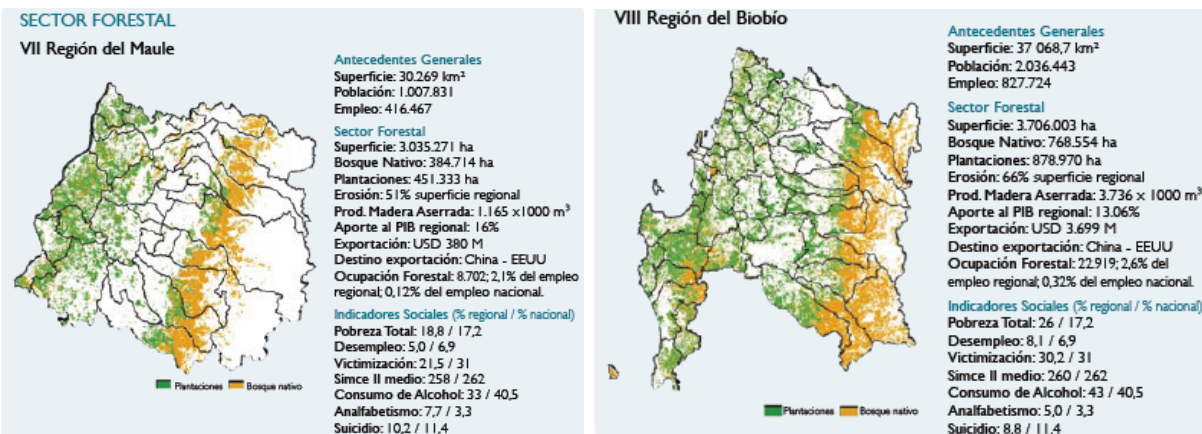 SECTOR FORESTAL
VII Región del Maule
Antecedentes Generales
Superficie: 30.269 km²
Población: 1.007.831
Empleo: 416.467
Sector Forestal
Superficie: 3.035.271 ha
Bosque Nativo: 384.714 ha
Plantaciones: 451.333 ha
Erosión: 51% superficie regional
Prod. Madera Aserrada: 1.165 x1000 m³
Aporte al PIB regional: 16%
Exportación: USD 380 M
Destino exportación: China - EEUU
Ocupación Forestal: 8.702; 2,1% del empleo
regional; 0,12% del empleo nacional.
Indicadores Sociales (% regional / % nacional)
Pobreza Total: 18,8 / 17,2
Desempleo: 5,0 / 6,9
Victimización: 21,5 / 31
Simce II medio: 258 / 262
Consumo de Alcohol: 33 / 40,5
Analfabetismo: 7,7 / 3,3
Suicidio: 10,2 / 11,4
Plantaciones Bosque nativo
VIII Región del Biobío
Antecedentes Generales
Superficie: 37 068,7 km²
Población: 2.036.443
Empleo: 827.724
Sector Forestal
Superficie: 3.706.003 ha
Bosque Nativo: 768.554 ha
Plantaciones: 878.970 ha
Erosión: 66% superficie regional
Prod. Madera Aserrada: 3.736 x 1000 m³
Aporte al PIB regional: 13.06%
Exportación: USD 3.699 M
Destino exportación: China - EEUU
Ocupación Forestal: 22.919; 2,6% del
empleo regional; 0,32% del empleo nacional.
Indicadores Sociales (% regional / % nacional)
Pobreza Total: 26 / 17,2
Desempleo: 8,1 / 6,9
Victimización: 30,2 / 31
Simce II medio: 260 / 262
Consumo de Alcohol: 43 / 40,5
Analfabetismo: 5,0 / 3,3
Suicidio: 8,8 / 11,4
Plantaciones Bosque nativo